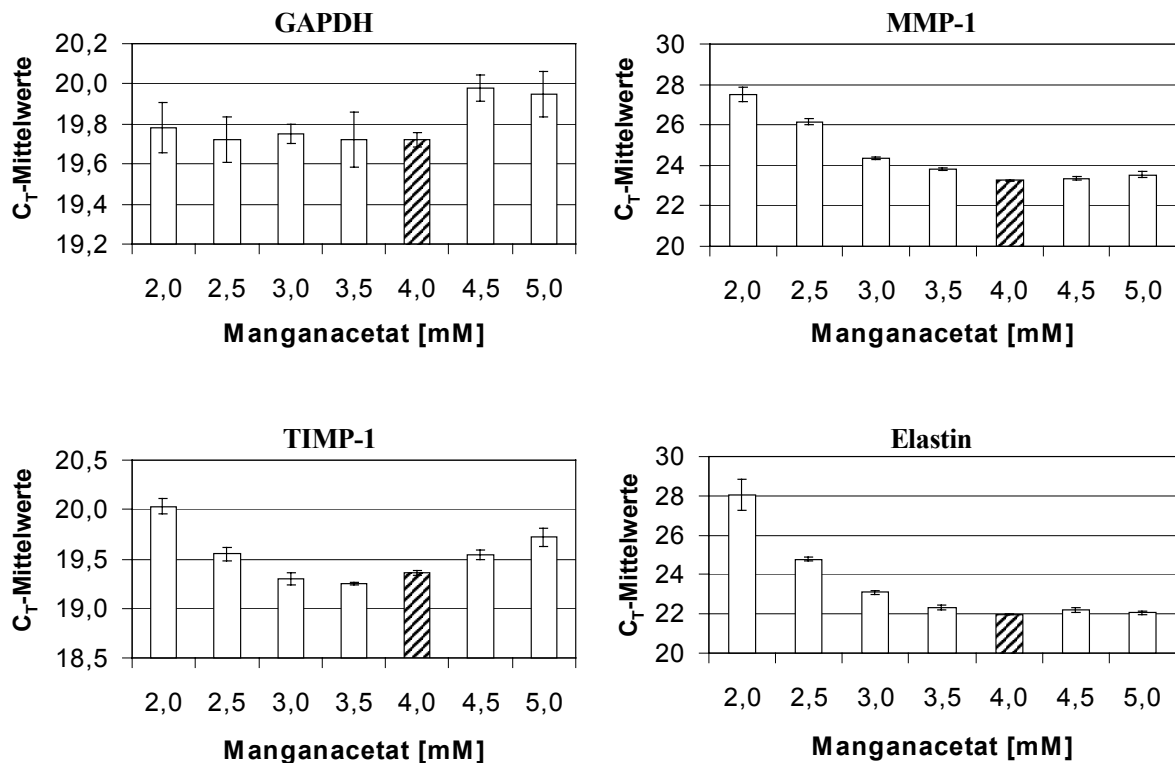 GAPDH
C_T-Mittelwerte
20,2
20,0
19,8
19,6
19,4
19,2
2,0 2,5 3,0 3,5 4,0 4,5 5,0
Manganacetat [mM]
MMP-1
C_T-Mittelwerte
30
28
26
24
22
20
2,0 2,5 3,0 3,5 4,0 4,5 5,0
Manganacetat [mM]
TIMP-1
C_T-Mittelwerte
20,5
20,0
19,5
19,0
18,5
2,0 2,5 3,0 3,5 4,0 4,5 5,0
Manganacetat [mM]
Elastin
C_T-Mittelwerte
30
28
26
24
22
20
2,0 2,5 3,0 3,5 4,0 4,5 5,0
Manganacetat [mM]